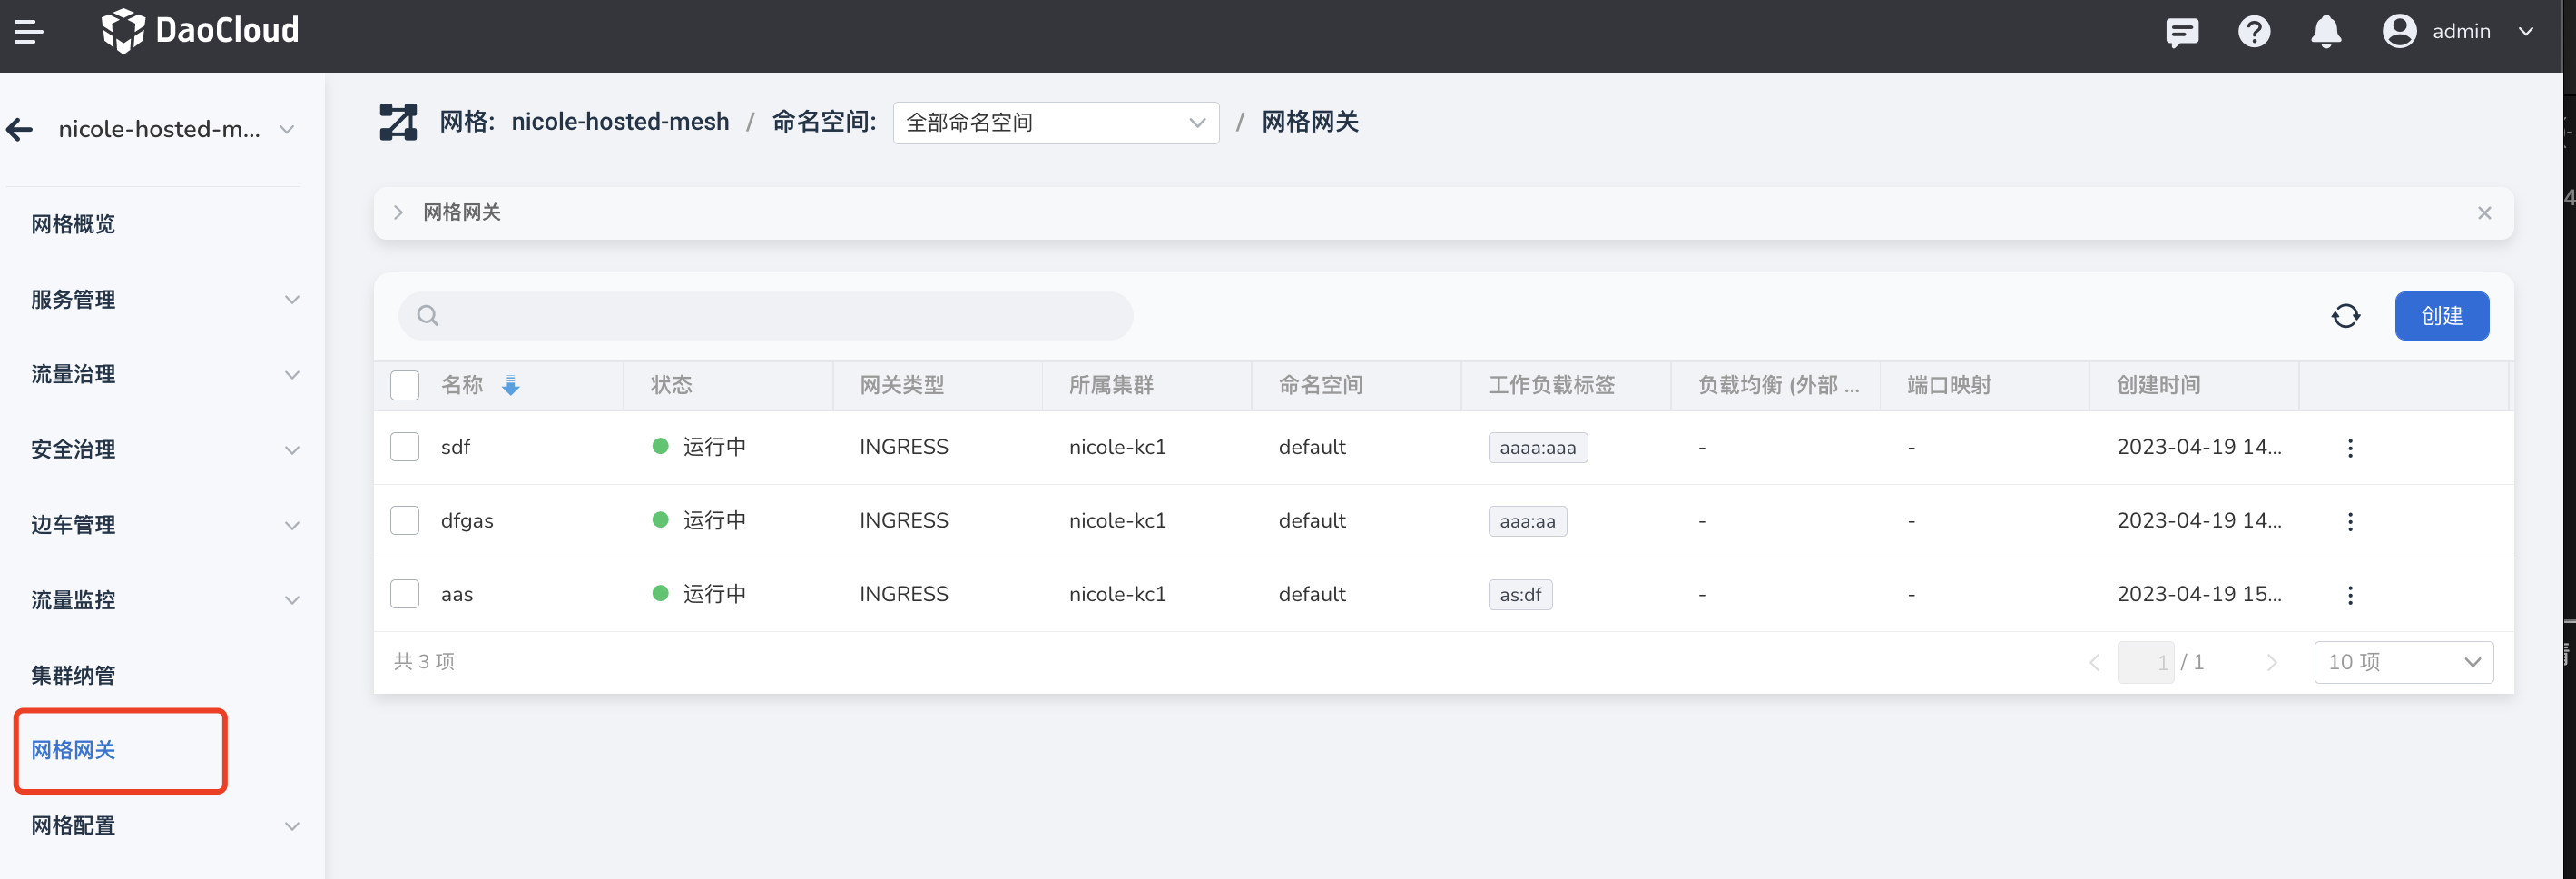 DaoCloud
admin
nicole-hosted-m...
网格: nicole-hosted-mesh / 命名空间: 全部命名空间 / 网格网关
网格概览
服务管理
流量治理
安全治理
边车管理
流量监控
集群纳管
网格网关
网格配置
网格网关
创建
名称 状态 网关类型 所属集群 命名空间 工作负载标签 负载均衡 (外部 ... 端口映射 创建时间
sdf 运行中 INGRESS nicole-kc1 default aaaa:aaa - - 2023-04-19 14...
dfgas 运行中 INGRESS nicole-kc1 default aaa:aa - - 2023-04-19 14...
aas 运行中 INGRESS nicole-kc1 default as:df - - 2023-04-19 15...
共 3 项 1 / 1 10 项